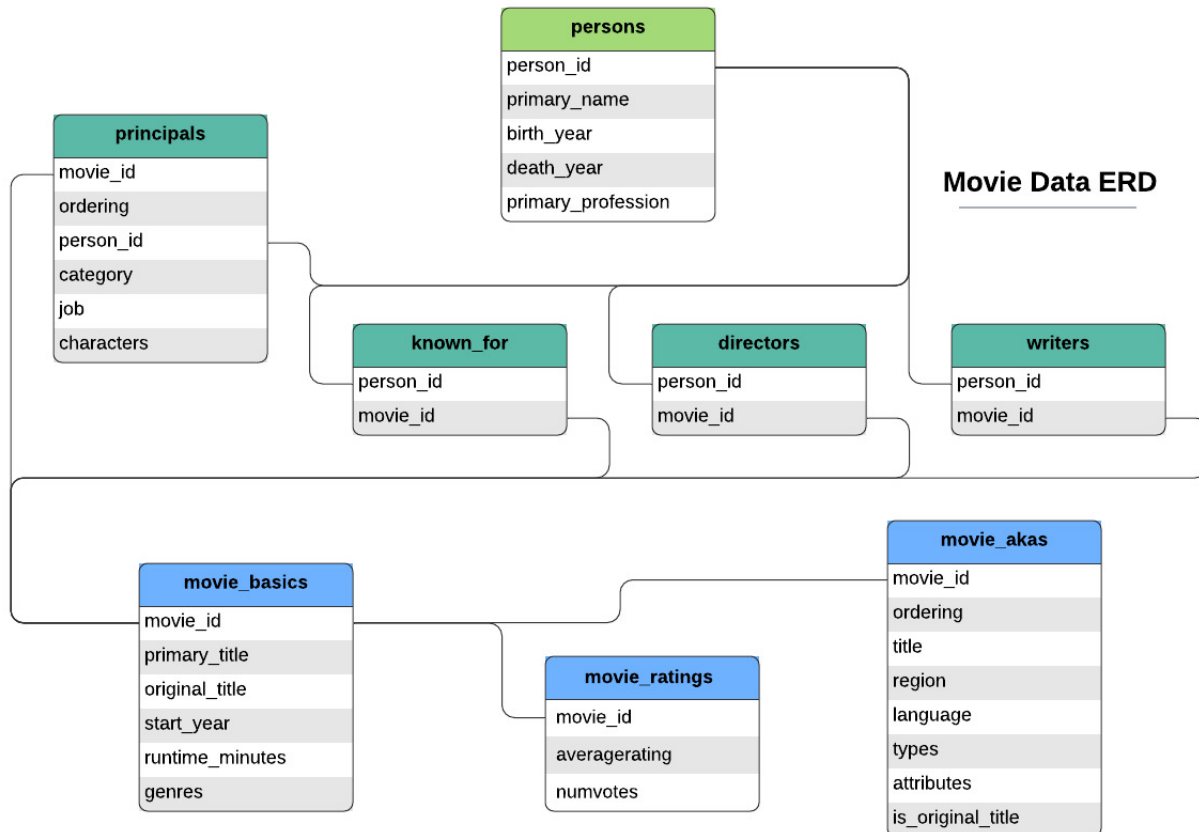 persons
person_id
primary_name
birth_year
death_year
primary_profession
principals
movie_id
ordering
person_id
category
job
characters
Movie Data ERD
known_for
person_id
movie_id
directors
person_id
movie_id
writers
person_id
movie_id
movie_basics
movie_id
primary_title
original_title
start_year
runtime_minutes
genres
movie_ratings
movie_id
averagerating
numvotes
movie_akas
movie_id
ordering
title
region
language
types
attributes
is_original_title